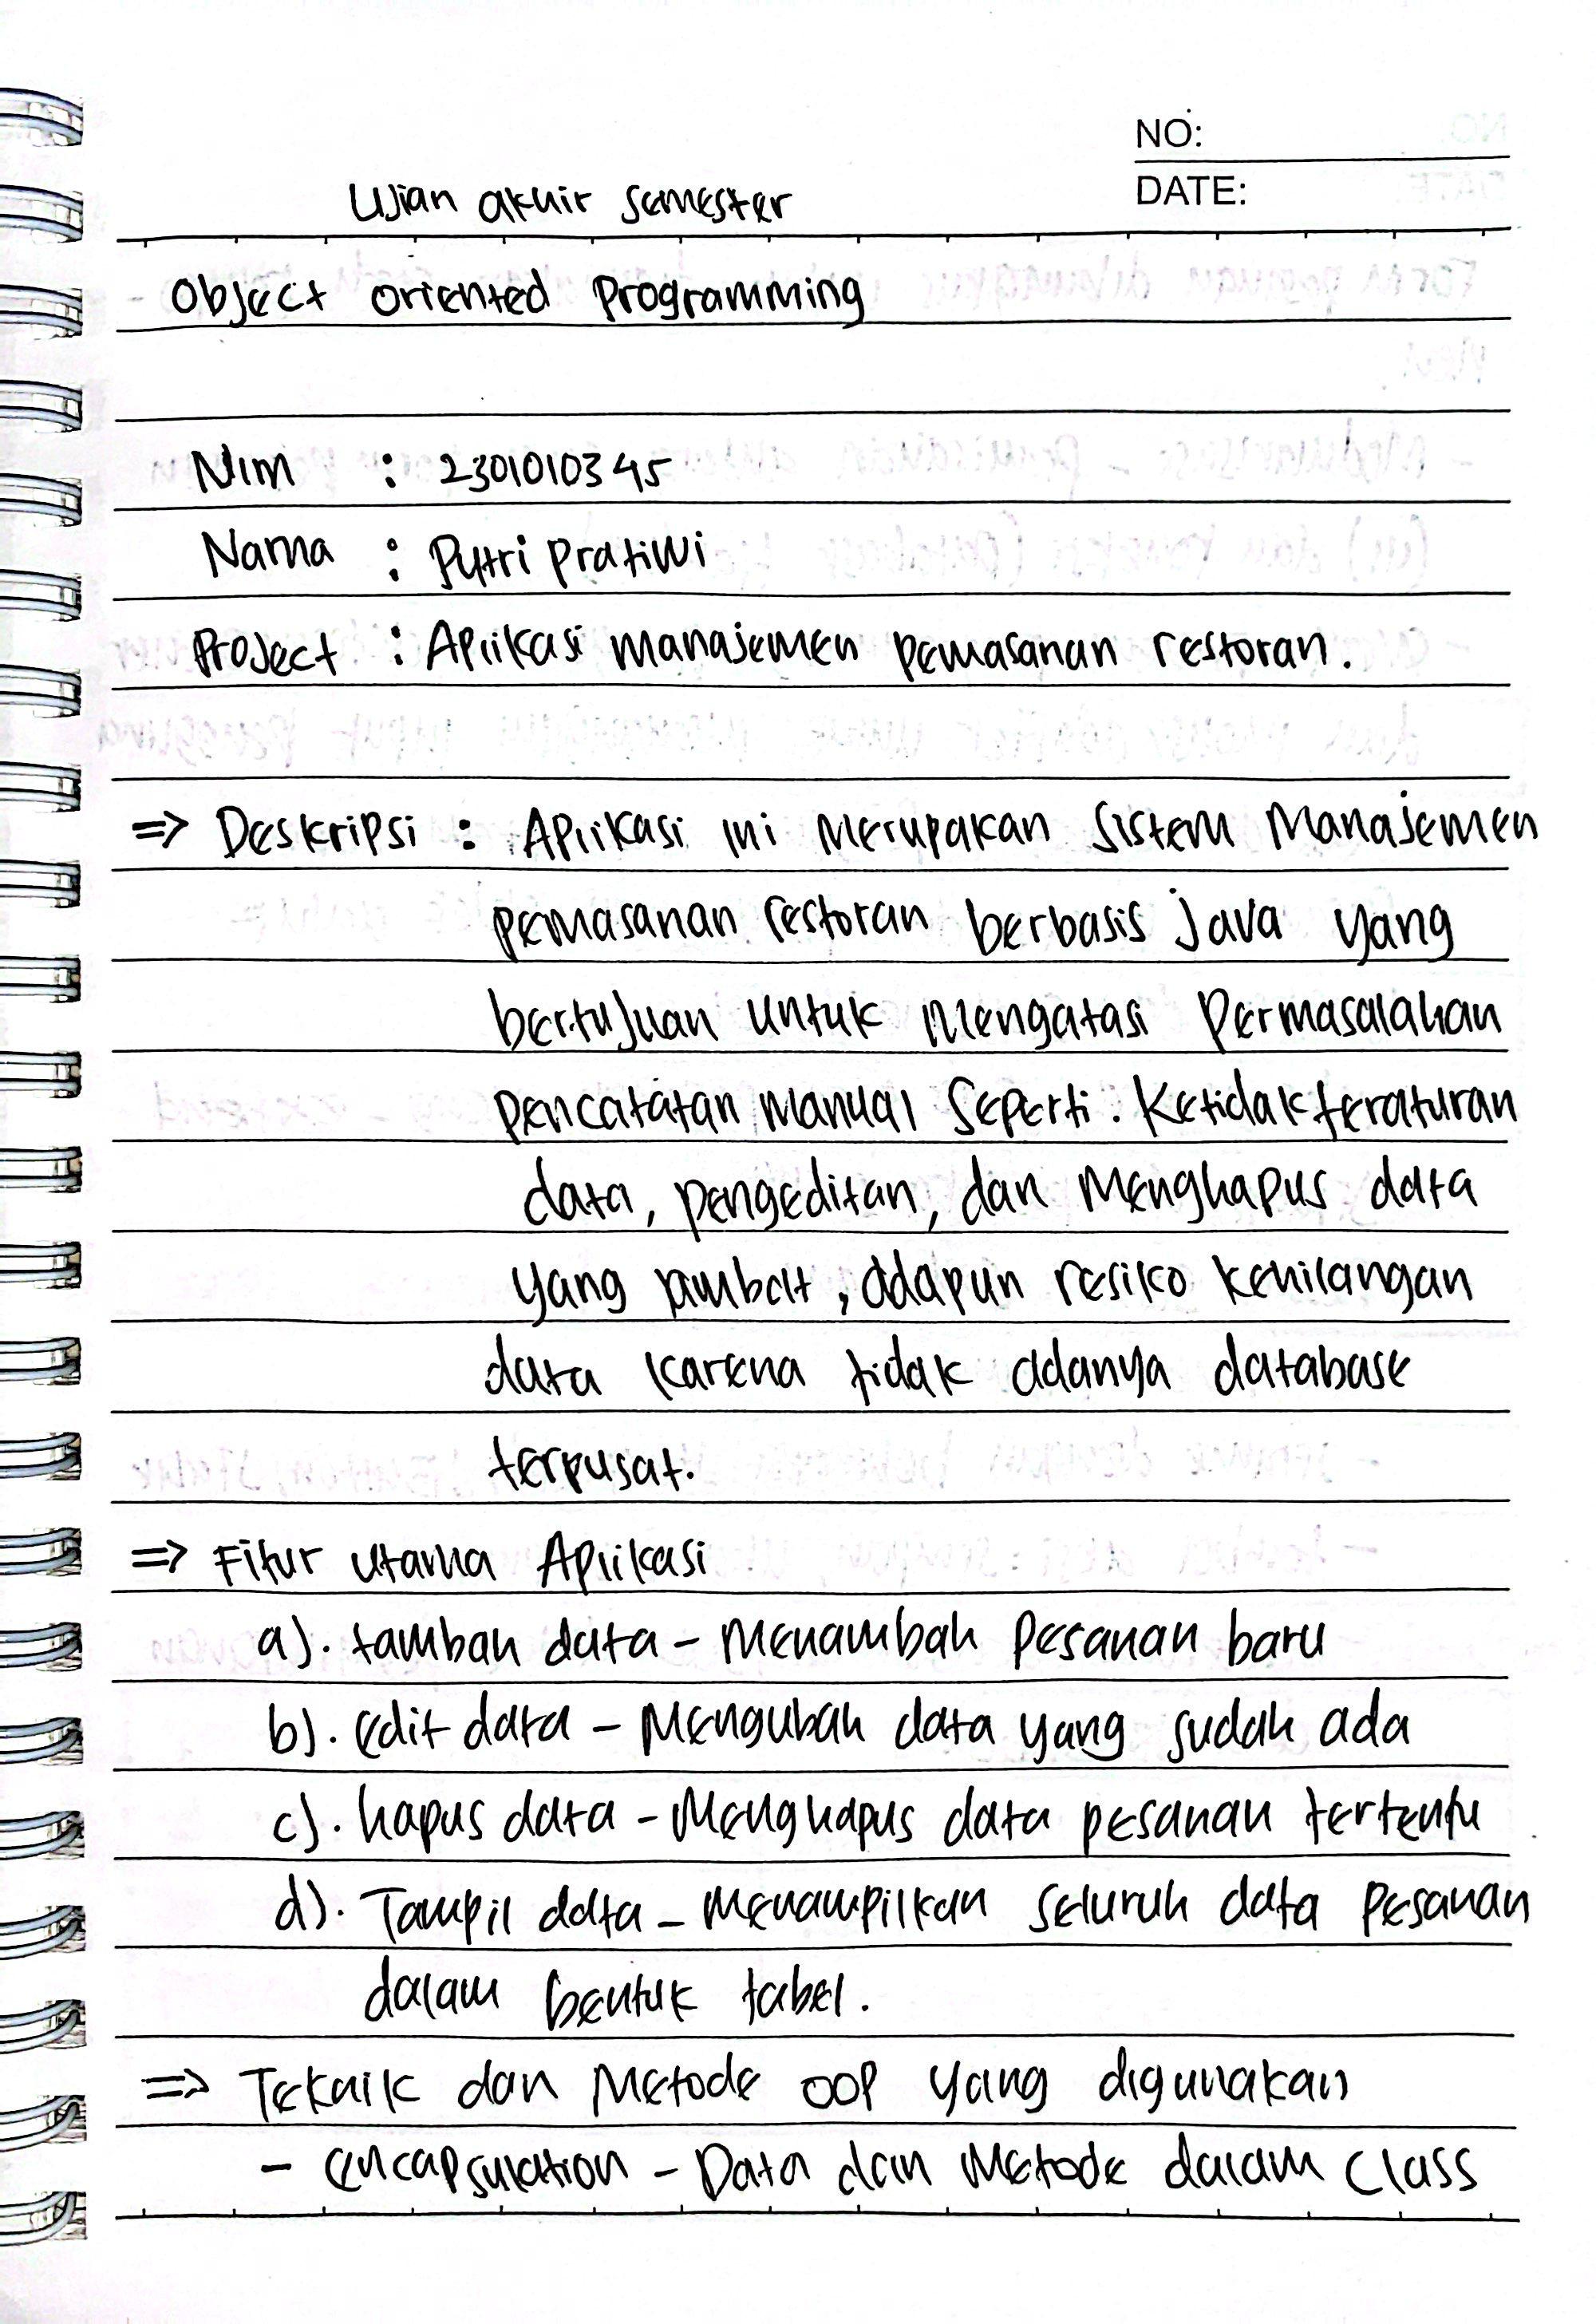 NO:
DATE:
Ujian akhir semester
Object oriented programming
Nim : 2301010345
Nama : Putri pratiwi
Project : Aplikasi manajemen pemasanan restoran.
=> Deskripsi : Aplikasi ini merupakan sistem manajemen
pemasanan restoran berbasis java yang
bertujuan untuk mengatasi permasalahan
pencatatan manual seperti : ketidakteraturan
data, pengeditan, dan menghapus data
yang lambat, adapun resiko kehilangan
data karena tidak adanya database
terpusat.
=> Fitur utama Aplikasi
a). tambah data - menambah pesanan baru
b). edit data - mengubah data yang sudah ada
c). hapus data - menghapus data pesanan tertentu
d). Tampil data - menampilkan seluruh data pesanan
dalam bentuk tabel.
=> Teknik dan metode OOP yang digunakan
- encapsulation - Data dan metode dalam class